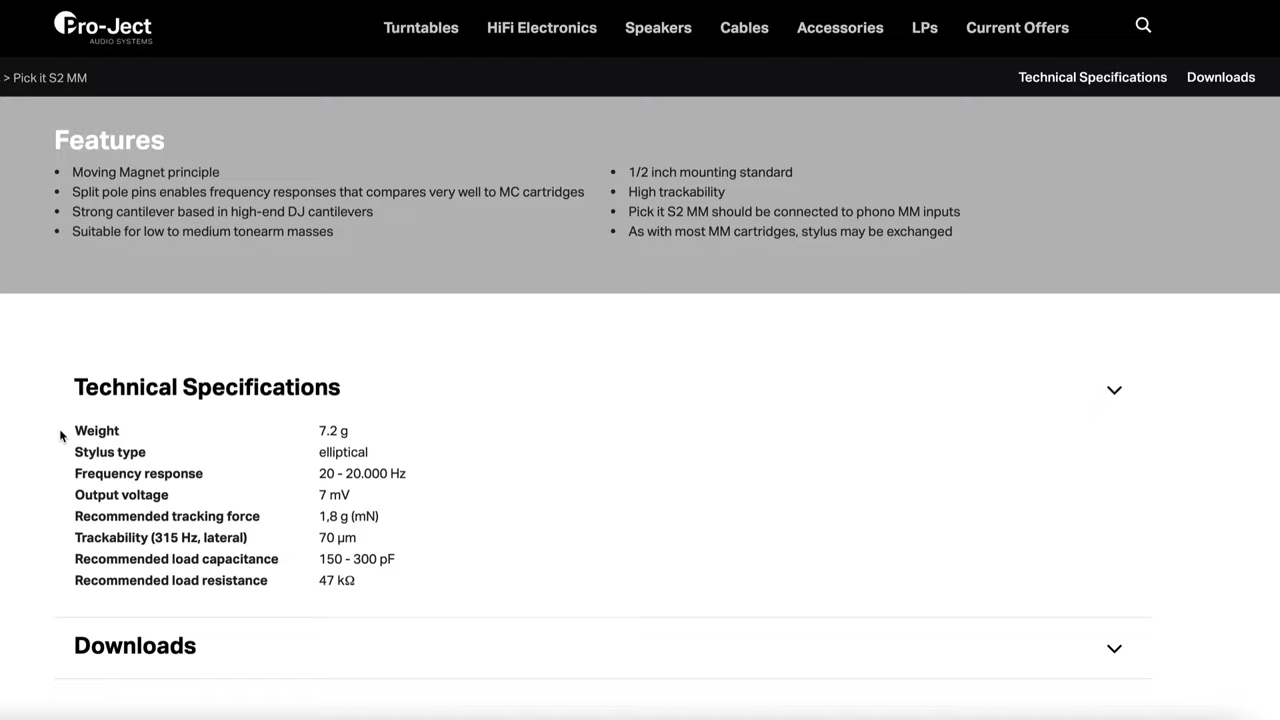 Pro-Ject
AUDIO SYSTEMS
Turntables HiFi Electronics Speakers Cables Accessories LPs Current Offers
> Pick it S2 MM
Technical Specifications Downloads
Features
• Moving Magnet principle
• Split pole pins enables frequency responses that compares very well to MC cartridges
• Strong cantilever based in high-end DJ cantilevers
• Suitable for low to medium tonearm masses
• 1/2 inch mounting standard
• High trackability
• Pick it S2 MM should be connected to phono MM inputs
• As with most MM cartridges, stylus may be exchanged
Technical Specifications
Weight 7.2 g
Stylus type elliptical
Frequency response 20 - 20.000 Hz
Output voltage 7 mV
Recommended tracking force 1,8 g (mN)
Trackability (315 Hz, lateral) 70 μm
Recommended load capacitance 150 - 300 pF
Recommended load resistance 47 kΩ
Downloads